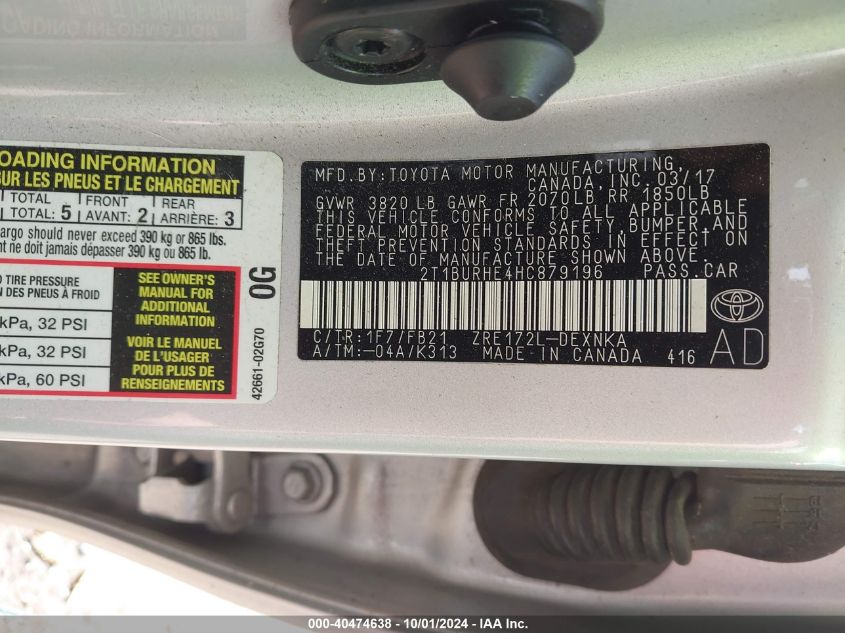 OADING INFORMATION
SUR LES PNEUS ET LE CHARGEMENT
TOTAL FRONT REAR
TOTAL: 5 AVANT: 2 ARRIÈRE: 3
argo should never exceed 390 kg or 865 lbs.
nt ne doit jamais dépasser 390 kg ou 865 lb.
D TIRE PRESSURE
N DES PNEUS À FROID
kPa, 32 PSI
kPa, 32 PSI
kPa, 60 PSI
SEE OWNER'S
MANUAL FOR
ADDITIONAL
INFORMATION
VOIR LE MANUEL
DE L'USAGER
POUR PLUS DE
RENSEIGNEMENTS
0G
42661-02G70
MFD. BY: TOYOTA MOTOR MANUFACTURING,
CANADA, INC. 03/17
GVWR 3820 LB GAWR FR 2070LB RR 1850LB
THIS VEHICLE CONFORMS TO ALL APPLICABLE
FEDERAL MOTOR VEHICLE SAFETY, BUMPER, AND
THEFT PREVENTION STANDARDS IN EFFECT ON
THE DATE OF MANUFACTURE SHOWN ABOVE.
2T1BURHE4HC879196 PASS. CAR
C/TR: 1F7/FB21 ZRE172L-DEXNKA
A/TM: -04A/K313 MADE IN CANADA 416
AD
000-40474638 - 10/01/2024 - IAA Inc.